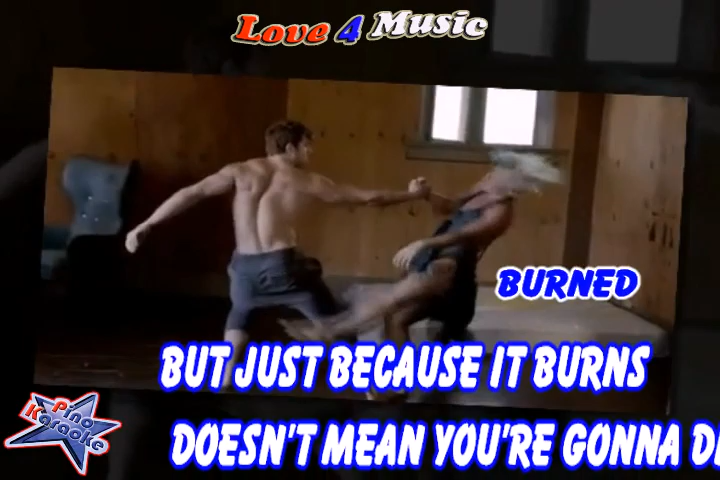 Love 4 Music
BURNED
BUT JUST BECAUSE IT BURNS
DOESN'T MEAN YOU'RE GONNA
Pino
Karaoke